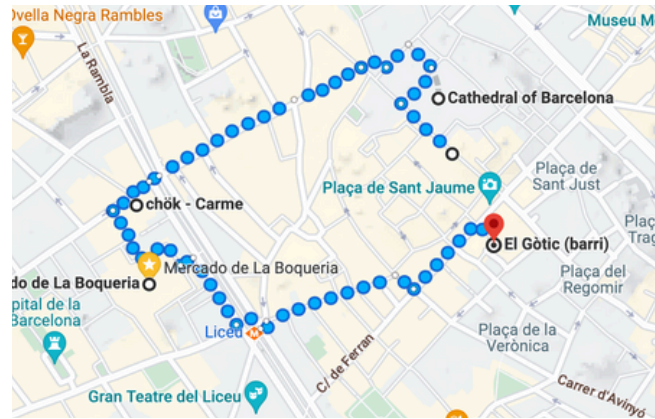 Ovella Negra Rambles
Museu M
La Rambla
Cathedral of Barcelona
Plaça de
Sant Just
Plaça de Sant Jaume
Plaç
Trag
chök - Carme
El Gòtic (barri)
Mercado de La Boqueria
do de La Boqueria
Plaça del
Regomir
pital de la
Barcelona
Liceu
M
C/ de Ferran
Plaça de la
Verònica
Gran Teatre del Liceu
Carrer d'Avinyó